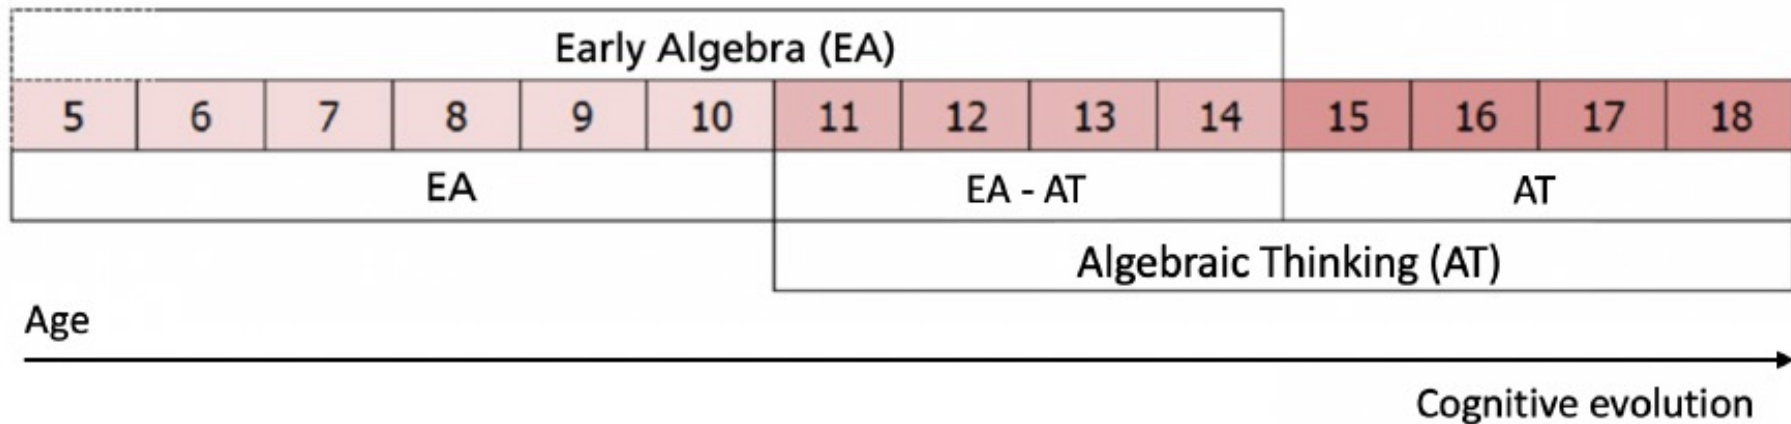 Early Algebra (EA)
5 6 7 8 9 10 11 12 13 14 15 16 17 18
EA EA - AT AT
Algebraic Thinking (AT)
Age
Cognitive evolution